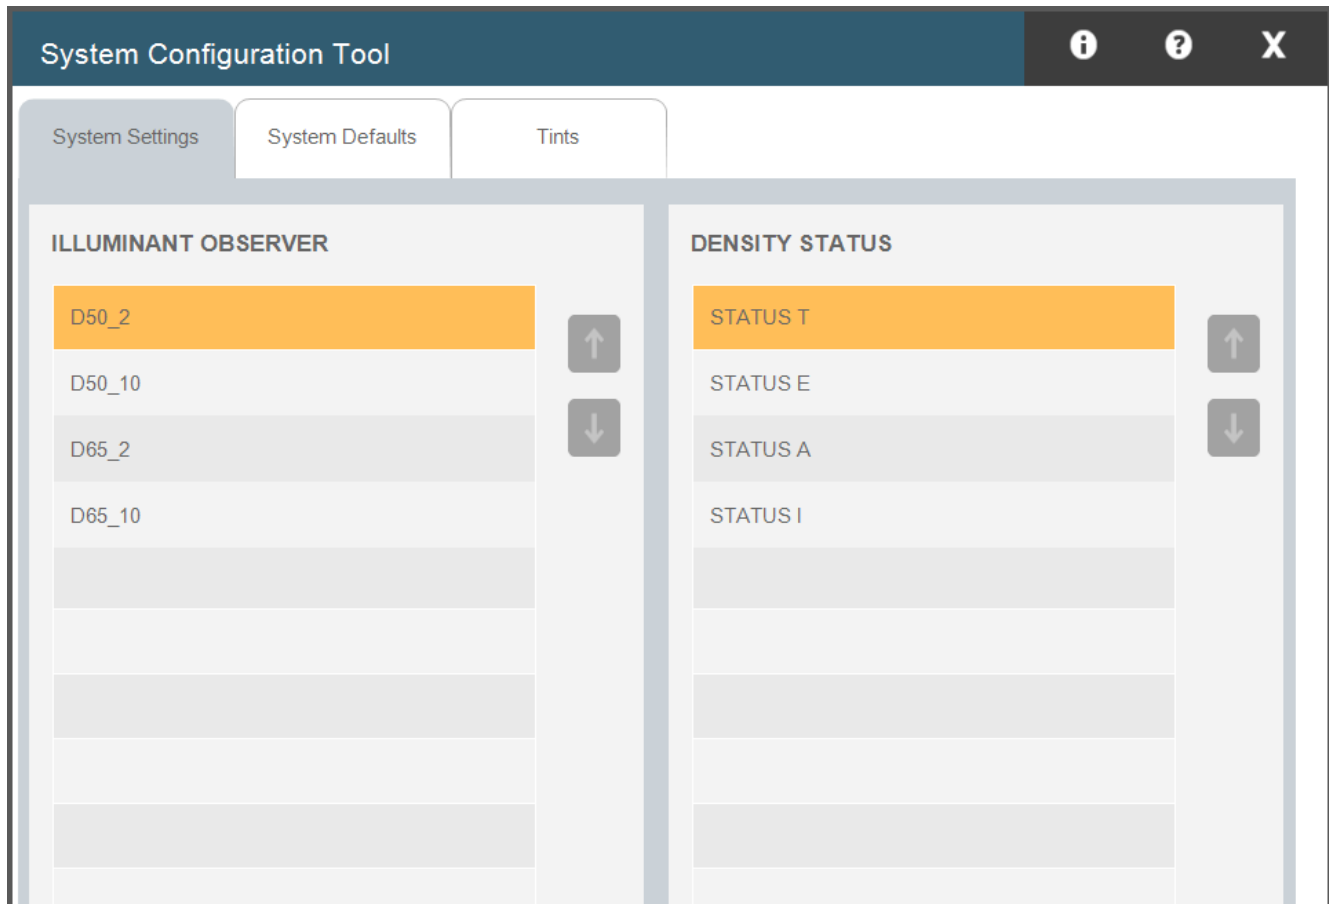 System Configuration Tool
i ? X
System Settings System Defaults Tints
ILLUMINANT OBSERVER
D50_2
D50_10
D65_2
D65_10
DENSITY STATUS
STATUS T
STATUS E
STATUS A
STATUS I